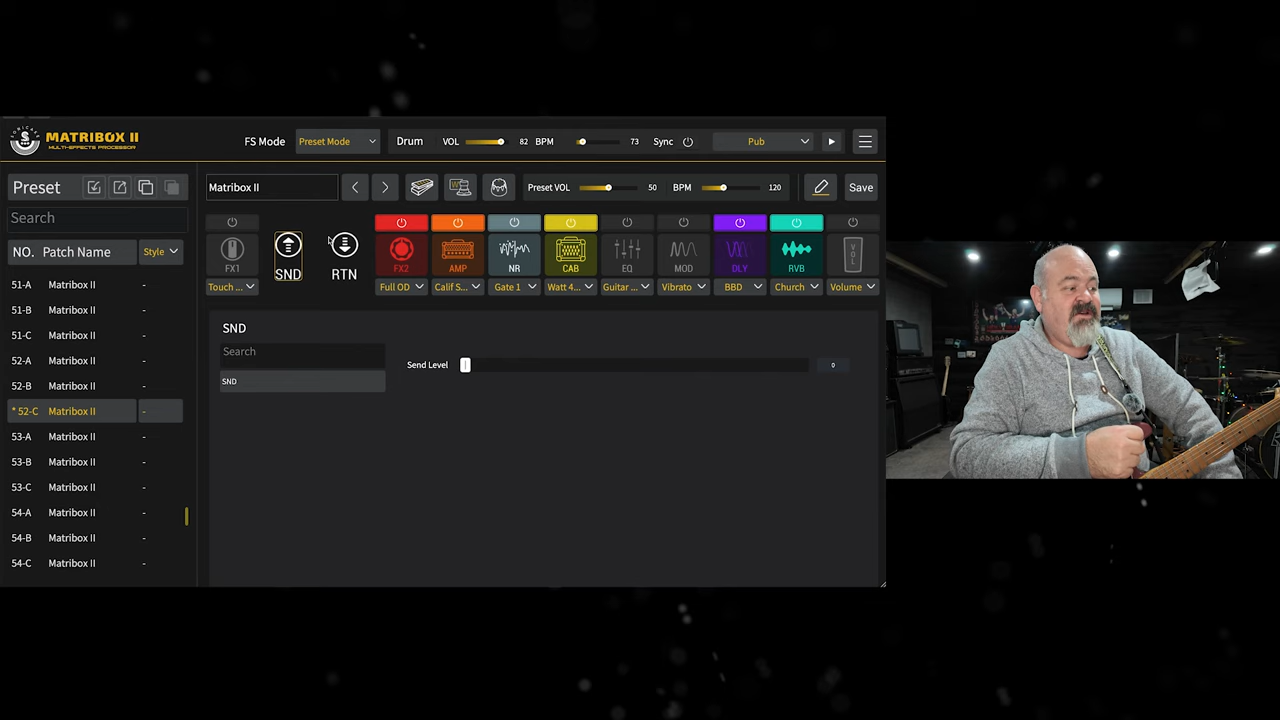 MATRIBOX II
MULTI-EFFECTS PROCESSOR
FS Mode Preset Mode Drum VOL 82 BPM 73 Sync Pub
Preset Matribox II Preset VOL 50 BPM 120 Save
Search
NO. Patch Name Style
FX1 SND RTN FX2 AMP NR CAB EQ MOD DLY RVB VOL
Touch ... Full OD Calif S... Gate 1 Watt 4... Guitar ... Vibrato BBD Church Volume
51-A Matribox II -
51-B Matribox II -
51-C Matribox II -
52-A Matribox II -
52-B Matribox II -
* 52-C Matribox II -
53-A Matribox II -
53-B Matribox II -
53-C Matribox II -
54-A Matribox II -
54-B Matribox II -
54-C Matribox II -
SND
Search
SND
Send Level 0